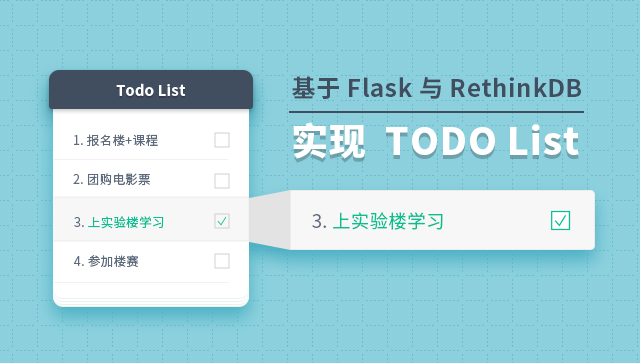 Todo List
1. 报名楼+课程
2. 团购电影票
3. 上实验楼学习
4. 参加楼赛
基于 Flask 与 RethinkDB
实现 TODO List
3. 上实验楼学习